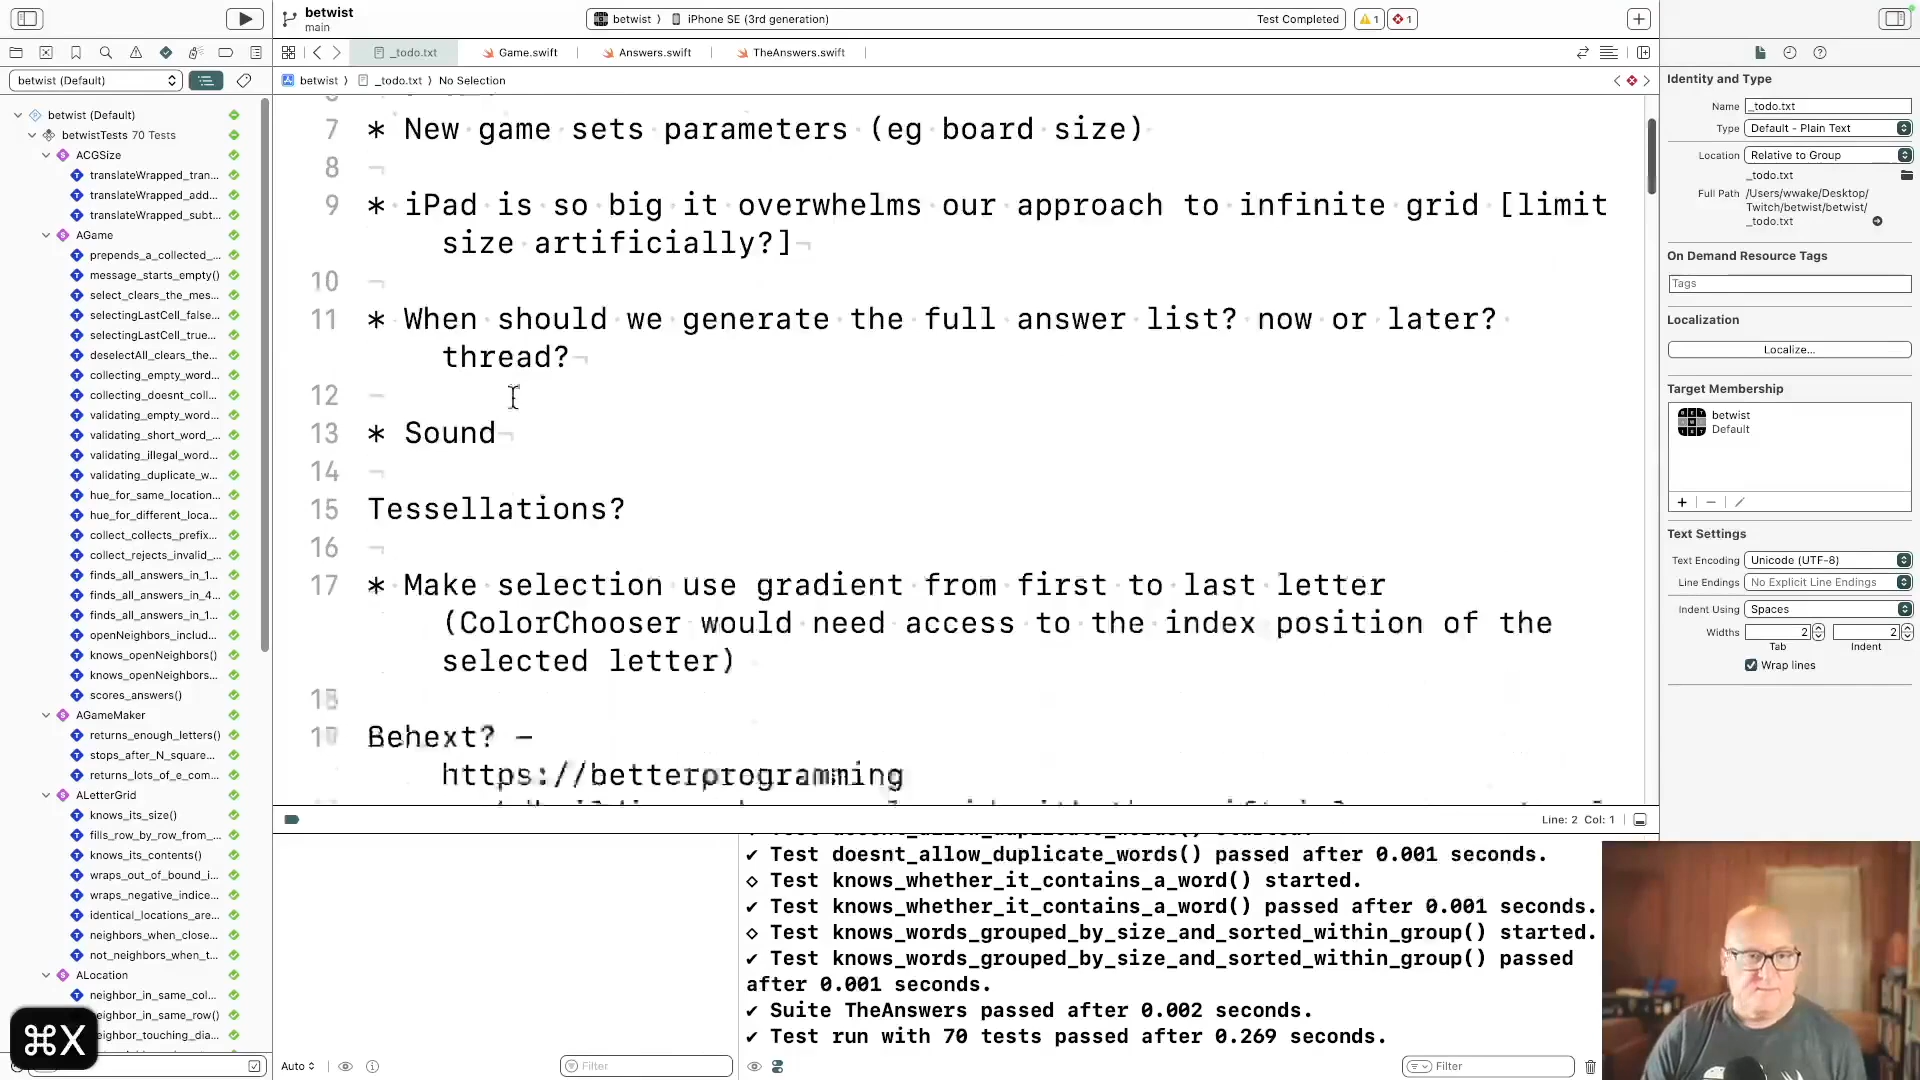 betwist
main
betwist
iPhone SE (3rd generation)
Test Completed
1
1
_todo.txt
Game.swift
Answers.swift
TheAnswers.swift
betwist (Default)
betwist
_todo.txt
No Selection
betwist (Default)
betwistTests 70 Tests
ACGSize
translateWrapped_tran...
translateWrapped_add...
translateWrapped_subt...
AGame
prepends_a_collected_...
message_starts_empty()
select_clears_the_mes...
selectingLastCell_false...
selectingLastCell_true...
deselectAll_clears_the...
collecting_empty_word...
collecting_doesnt_coll...
validating_empty_word...
validating_short_word_...
validating_illegal_word...
validating_duplicate_w...
hue_for_same_location...
hue_for_different_loca...
collect_collects_prefix...
collect_rejects_invalid_...
finds_all_answers_in_1...
finds_all_answers_in_4...
finds_all_answers_in_1...
openNeighbors_includ...
knows_openNeighbors()
knows_openNeighbors...
scores_answers()
AGameMaker
returns_enough_letters()
stops_after_N_square...
returns_lots_of_e_com...
ALetterGrid
knows_its_size()
fills_row_by_row_from_...
knows_its_contents()
wraps_out_of_bound_i...
wraps_negative_indice...
identical_locations_are...
neighbors_when_close...
not_neighbors_when_t...
ALocation
neighbor_in_same_col...
neighbor_in_same_row()
neighbor_touching_dia...
⌘X
7 * New game sets parameters (eg board size)
8
9 * iPad is so big it overwhelms our approach to infinite grid [limit
size artificially?]
10
11 * When should we generate the full answer list? now or later?
thread?
12
13 * Sound
14
15 Tessellations?
16
17 * Make selection use gradient from first to last letter
(ColorChooser would need access to the index position of the
selected letter)
Behext? —
https://betterprogramming
Line: 2 Col: 1
✔ Test doesnt_allow_duplicate_words() passed after 0.001 seconds.
◇ Test knows_whether_it_contains_a_word() started.
✔ Test knows_whether_it_contains_a_word() passed after 0.001 seconds.
◇ Test knows_words_grouped_by_size_and_sorted_within_group() started.
✔ Test knows_words_grouped_by_size_and_sorted_within_group() passed
after 0.001 seconds.
✔ Suite TheAnswers passed after 0.002 seconds.
✔ Test run with 70 tests passed after 0.269 seconds.
Auto
Filter
Filter
Identity and Type
Name _todo.txt
Type Default - Plain Text
Location Relative to Group
_todo.txt
Full Path /Users/wwake/Desktop/
Twitch/betwist/betwist/
_todo.txt
On Demand Resource Tags
Tags
Localization
Localize...
Target Membership
betwist
Default
Text Settings
Text Encoding Unicode (UTF-8)
Line Endings No Explicit Line Endings
Indent Using Spaces
Widths 2 2
Tab Indent
Wrap lines